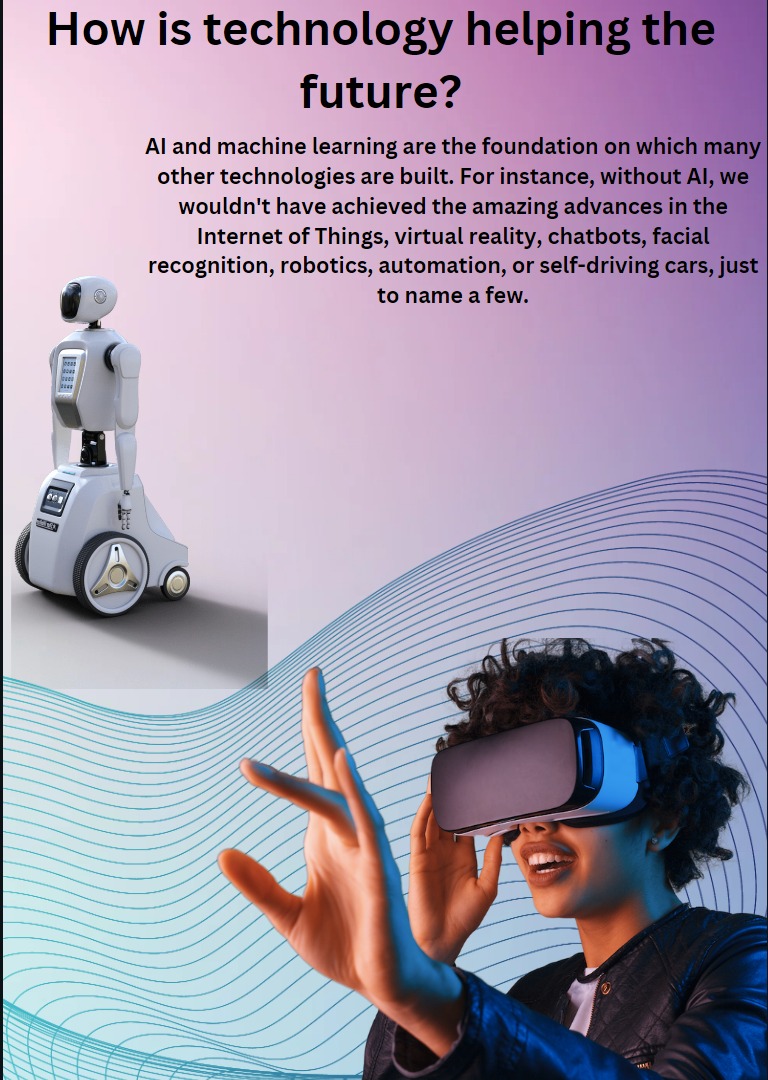 How is technology helping the
future?
AI and machine learning are the foundation on which many
other technologies are built. For instance, without AI, we
wouldn't have achieved the amazing advances in the
Internet of Things, virtual reality, chatbots, facial
recognition, robotics, automation, or self-driving cars, just
to name a few.